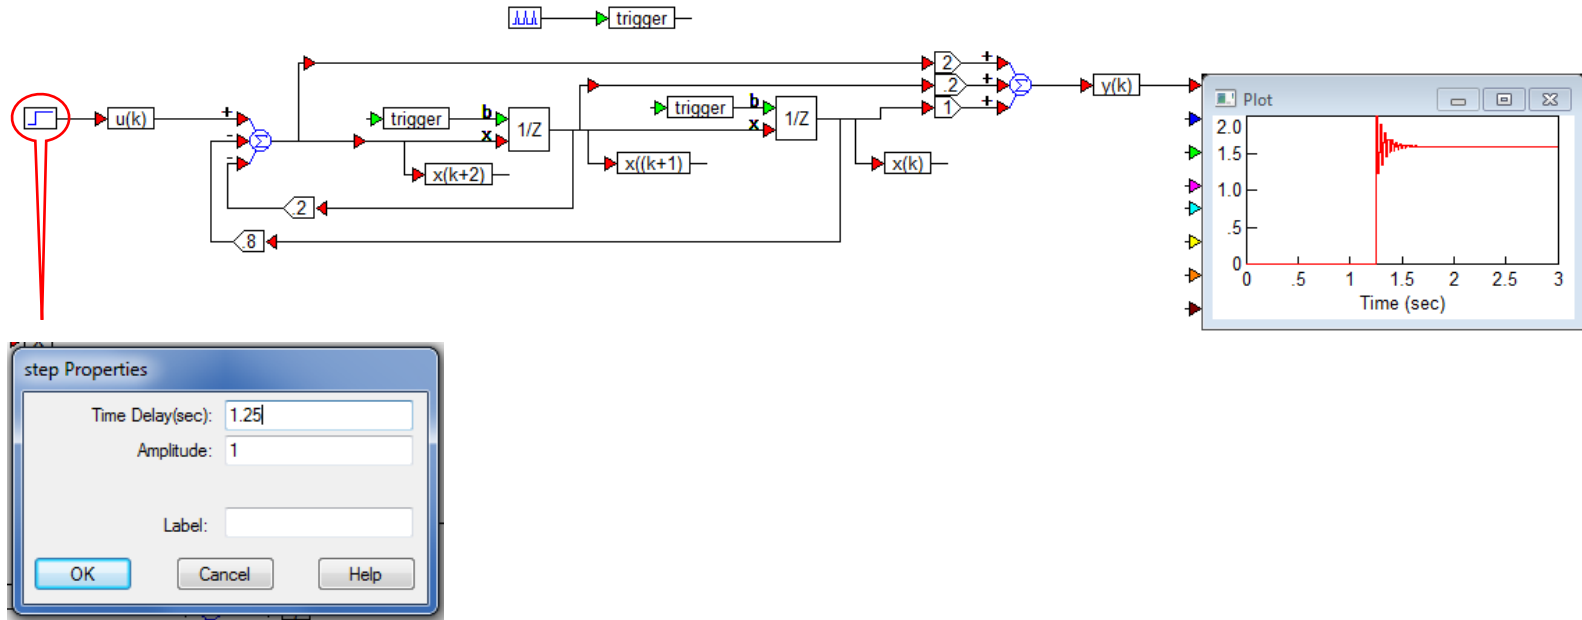 trigger
2
.2
1
+
+
+
y(k)
Plot
2.0
1.5
1.0
.5
0
0 .5 1 1.5 2 2.5 3
Time (sec)
u(k)
+
-
-
Σ
Σ
trigger
b
x
1/Z
trigger
b
x
1/Z
x(k+2)
x((k+1)
x(k)
.2
.8
step Properties
Time Delay(sec): 1.25
Amplitude: 1
Label:
OK Cancel Help